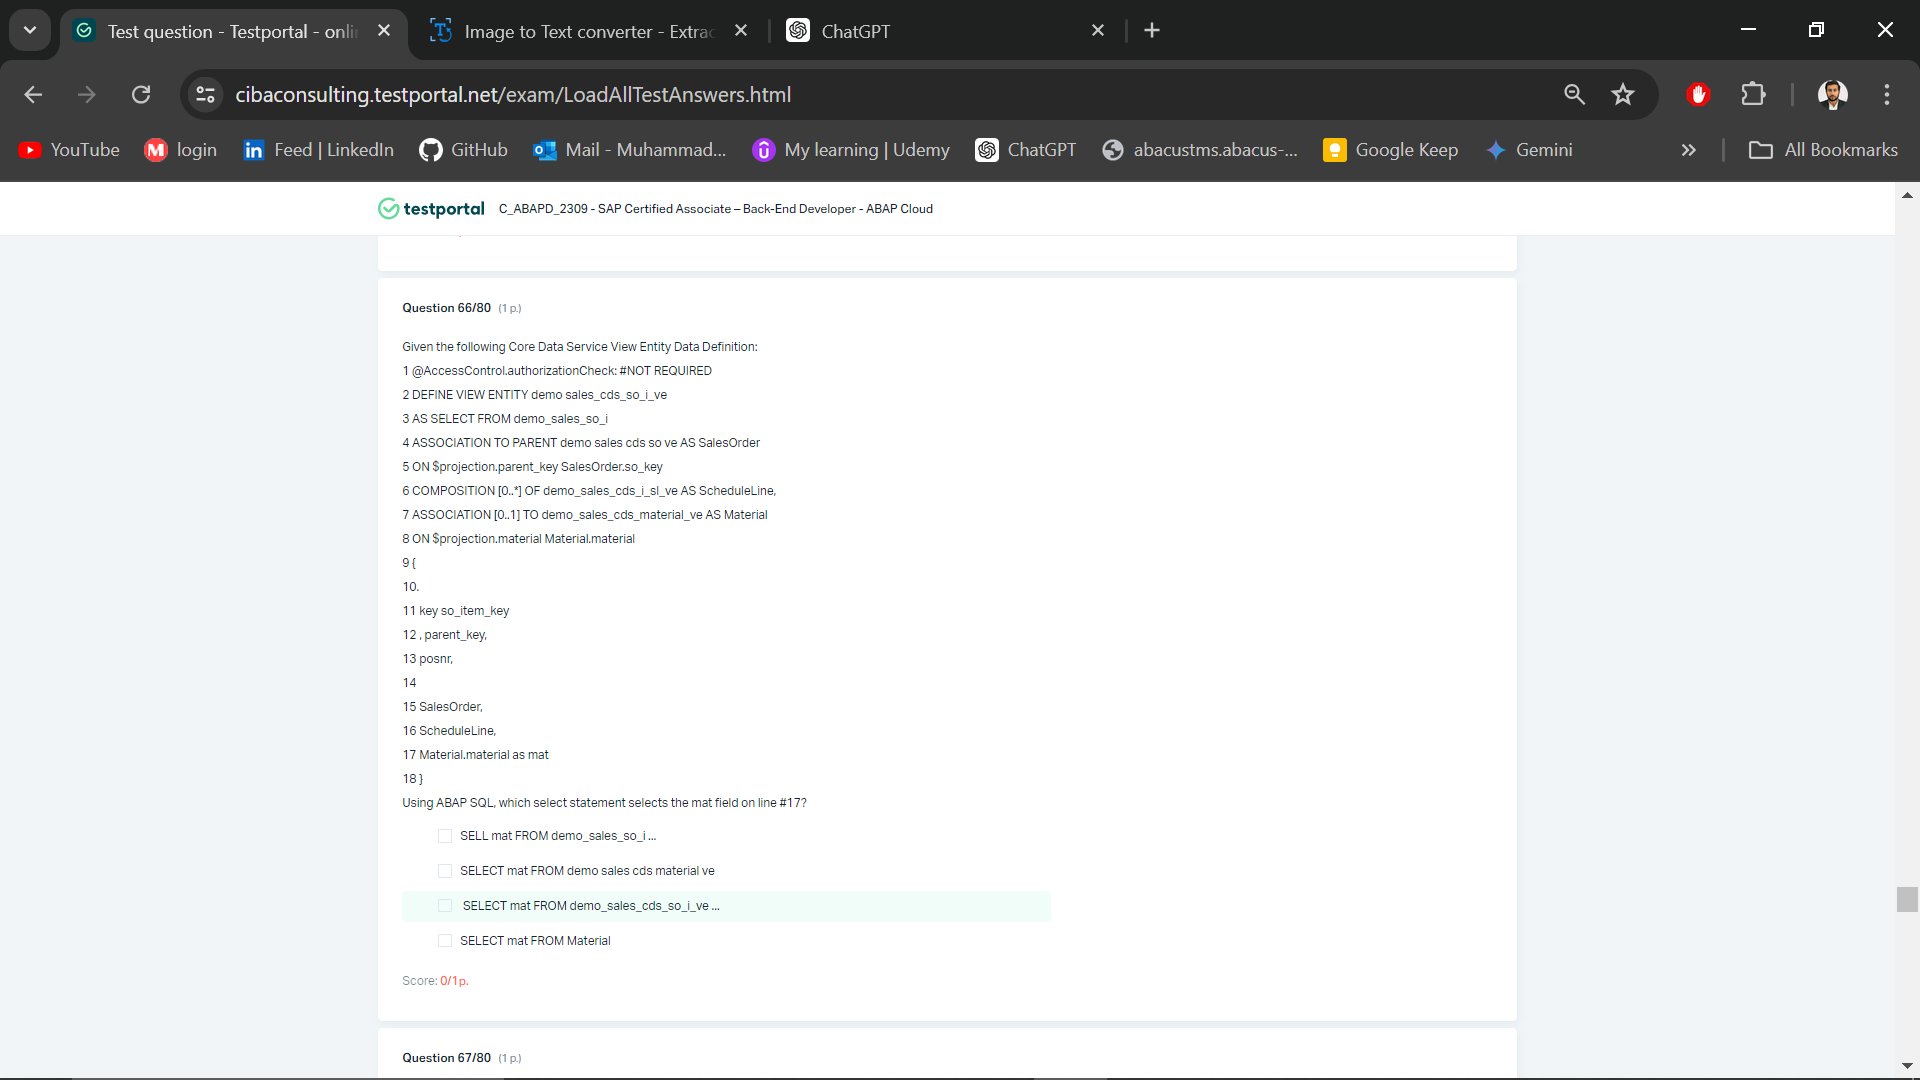 Test question - Testportal - onli
Image to Text converter - Extrac
ChatGPT
cibaconsulting.testportal.net/exam/LoadAllTestAnswers.html
YouTube
login
Feed | LinkedIn
GitHub
Mail - Muhammad...
My learning | Udemy
ChatGPT
abacustms.abacus-...
Google Keep
Gemini
All Bookmarks
testportal C_ABAPD_2309 - SAP Certified Associate – Back-End Developer - ABAP Cloud
Question 66/80 (1 p.)
Given the following Core Data Service View Entity Data Definition:
1 @AccessControl.authorizationCheck: #NOT REQUIRED
2 DEFINE VIEW ENTITY demo sales_cds_so_i_ve
3 AS SELECT FROM demo_sales_so_i
4 ASSOCIATION TO PARENT demo sales cds so ve AS SalesOrder
5 ON $projection.parent_key SalesOrder.so_key
6 COMPOSITION [0..*] OF demo_sales_cds_i_sl_ve AS ScheduleLine,
7 ASSOCIATION [0..1] TO demo_sales_cds_material_ve AS Material
8 ON $projection.material Material.material
9 {
10.
11 key so_item_key
12 , parent_key,
13 posnr,
14
15 SalesOrder,
16 ScheduleLine,
17 Material.material as mat
18 }
Using ABAP SQL, which select statement selects the mat field on line #17?
SELL mat FROM demo_sales_so_i ...
SELECT mat FROM demo sales cds material ve
SELECT mat FROM demo_sales_cds_so_i_ve ...
SELECT mat FROM Material
Score: 0/1 p.
Question 67/80 (1 p.)